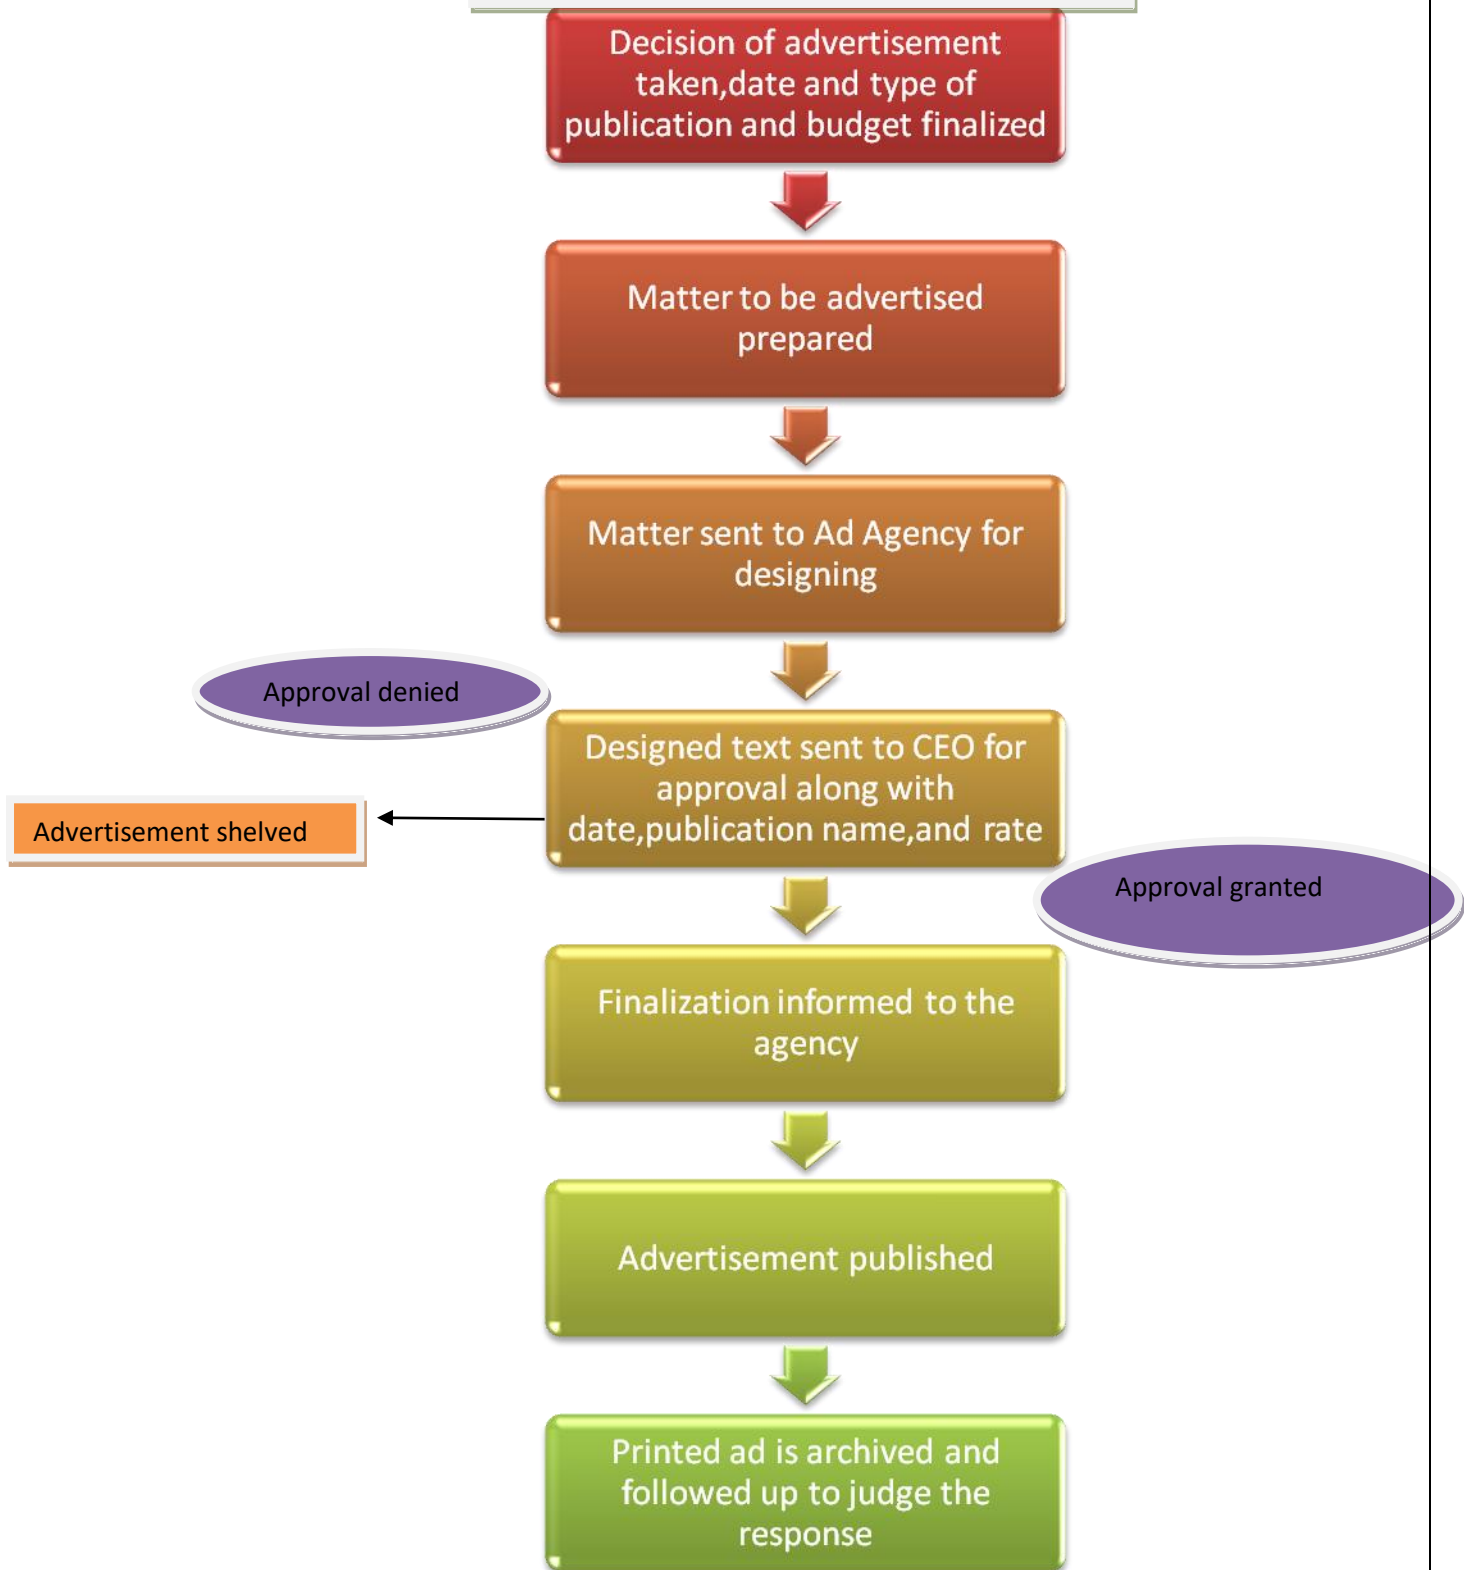 Decision of advertisement
taken,date and type of
publication and budget finalized
Matter to be advertised
prepared
Matter sent to Ad Agency for
designing
Approval denied
Designed text sent to CEO for
approval along with
date,publication name,and rate
Advertisement shelved
Approval granted
Finalization informed to the
agency
Advertisement published
Printed ad is archived and
followed up to judge the
response